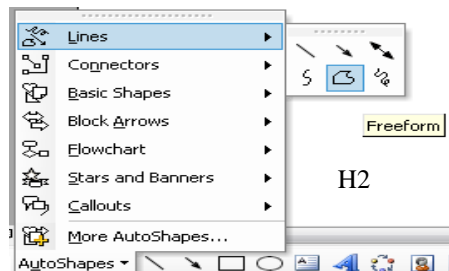 Lines
Connectors
Basic Shapes
Block Arrows
Freeform
Flowchart
Stars and Banners
H2
Callouts
More AutoShapes...
AutoShapes